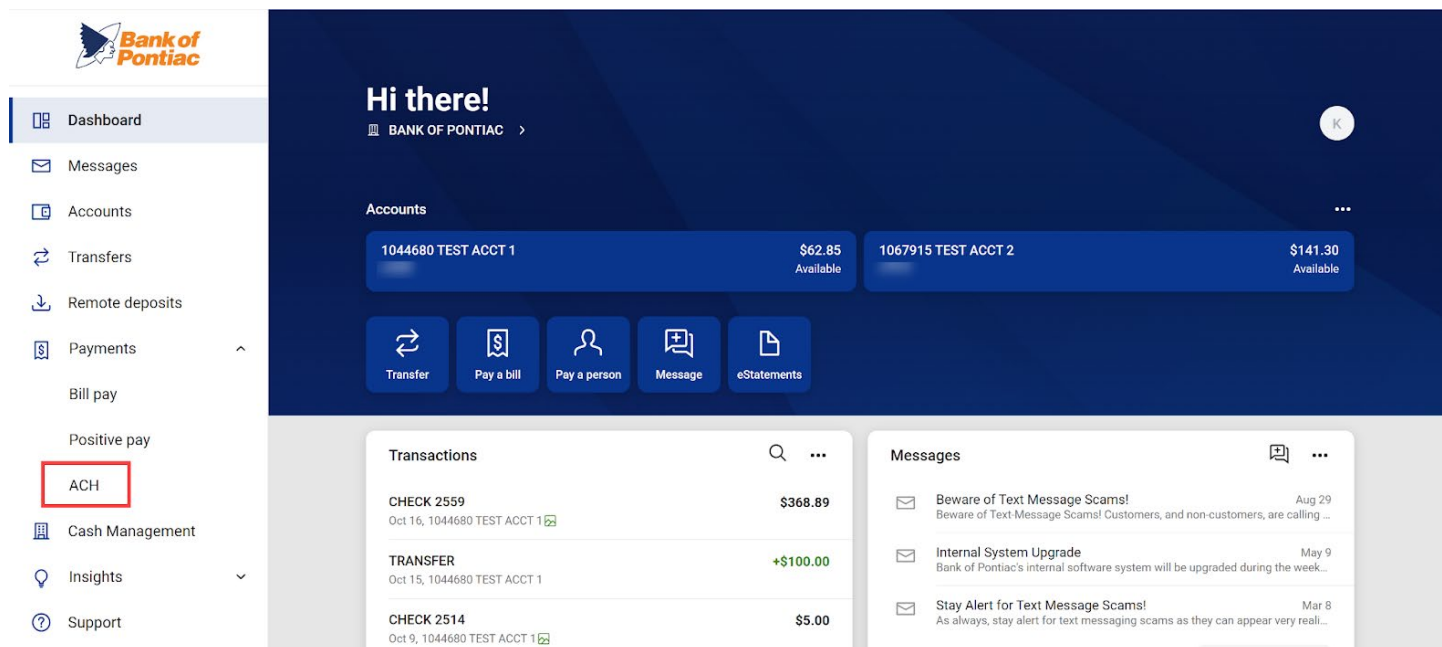 Bank of
Pontiac
Dashboard
Messages
Accounts
Transfers
Remote deposits
Payments
Bill pay
Positive pay
ACH
Cash Management
Insights
Support
Hi there!
BANK OF PONTIAC >
K
Accounts
1044680 TEST ACCT 1 $62.85
Available
1067915 TEST ACCT 2 $141.30
Available
Transfer
Pay a bill
Pay a person
Message
eStatements
Transactions
CHECK 2559 $368.89
Oct 16, 1044680 TEST ACCT 1
TRANSFER +$100.00
Oct 15, 1044680 TEST ACCT 1
CHECK 2514 $5.00
Oct 9, 1044680 TEST ACCT 1
Messages
Beware of Text Message Scams! Aug 29
Beware of Text-Message Scams! Customers, and non-customers, are calling ...
Internal System Upgrade May 9
Bank of Pontiac's internal software system will be upgraded during the week...
Stay Alert for Text Message Scams! Mar 8
As always, stay alert for text messaging scams as they can appear very reali...